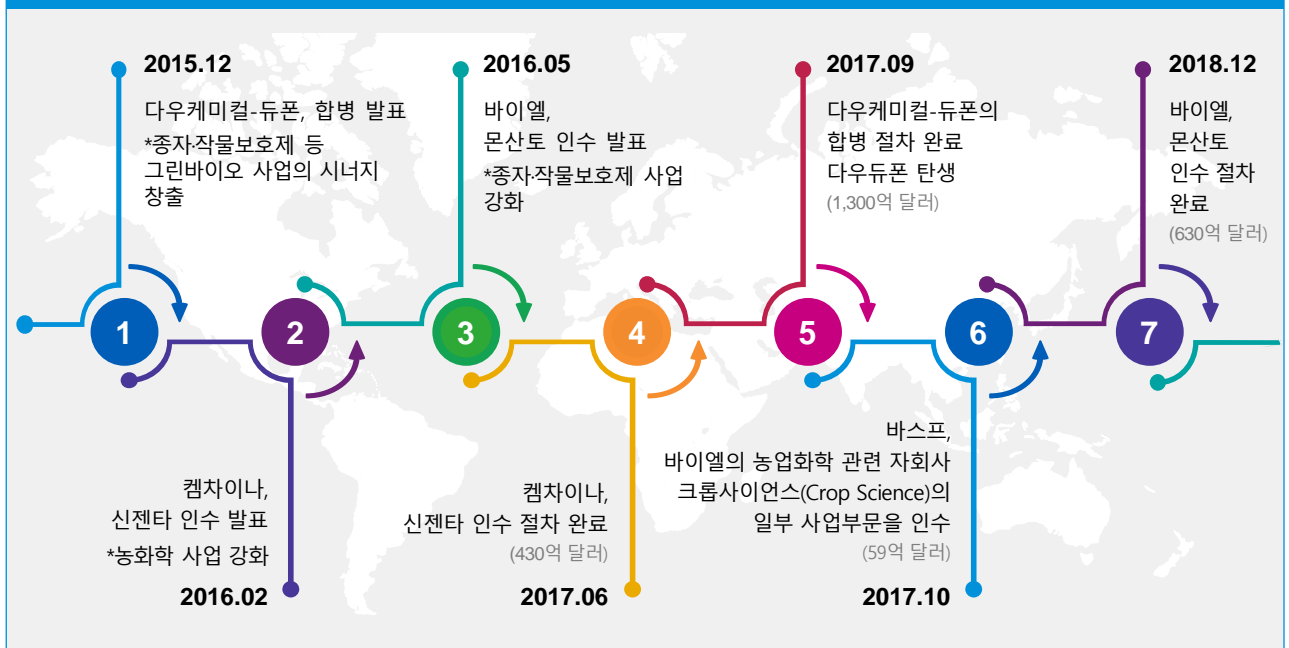 2015.12
다우케미컬-듀폰, 합병 발표
*종자·작물보호제 등
그린바이오 사업의 시너지
창출
1
켐차이나,
신젠타 인수 발표
*농화학 사업 강화
2016.02
2
2016.05
바이엘,
몬산토 인수 발표
*종자·작물보호제 사업
강화
3
켐차이나,
신젠타 인수 절차 완료
(430억 달러)
2017.06
4
2017.09
다우케미컬-듀폰의
합병 절차 완료
다우듀폰 탄생
(1,300억 달러)
5
바스프,
바이엘의 농업화학 관련 자회사
크롭사이언스(Crop Science)의
일부 사업부문을 인수
(59억 달러)
2017.10
6
2018.12
바이엘,
몬산토
인수 절차
완료
(630억 달러)
7